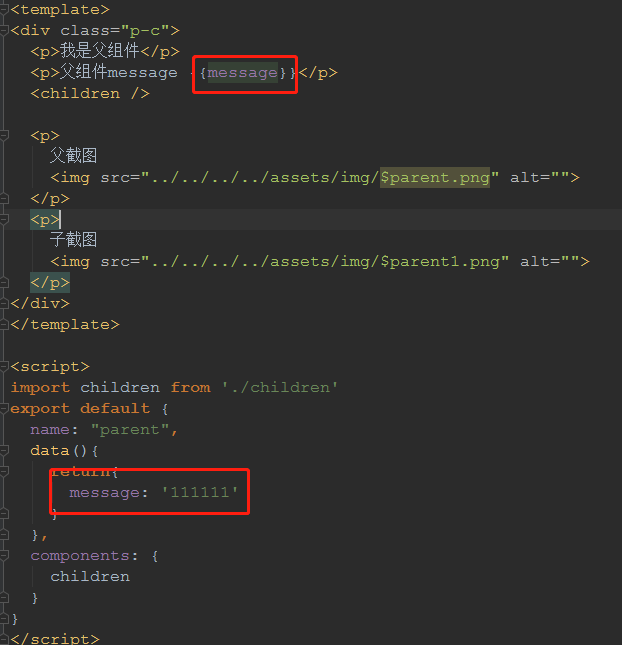 <template>
<div class="p-c">
<p>我是父组件</p>
<p>父组件message {{message}}</p>
<children />
<p>
父截图
<img src="../../../../assets/img/$parent.png" alt="">
</p>
<p>
子截图
<img src="../../../../assets/img/$parent1.png" alt="">
</p>
</div>
</template>
<script>
import children from './children'
export default {
name: "parent",
data(){
return{
message: '111111'
}
},
components: {
children
}
}
</script>